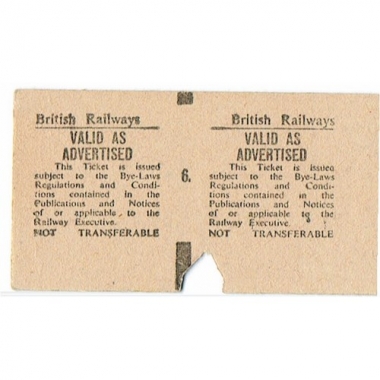 British Railways
VALID AS
ADVERTISED
This Ticket is issued
subject to the Bye-Laws
Regulations and Condi-
tions contained in the
Publications and Notices
of or applicable to the
Railway Executive.
NOT TRANSFERABLE
6.
British Railways
VALID AS
ADVERTISED
This Ticket is issued
subject to the Bye-Laws
Regulations and Condi-
tions contained in the
Publications and Notices
of or applicable to the
Railway Executive.
NOT TRANSFERABLE